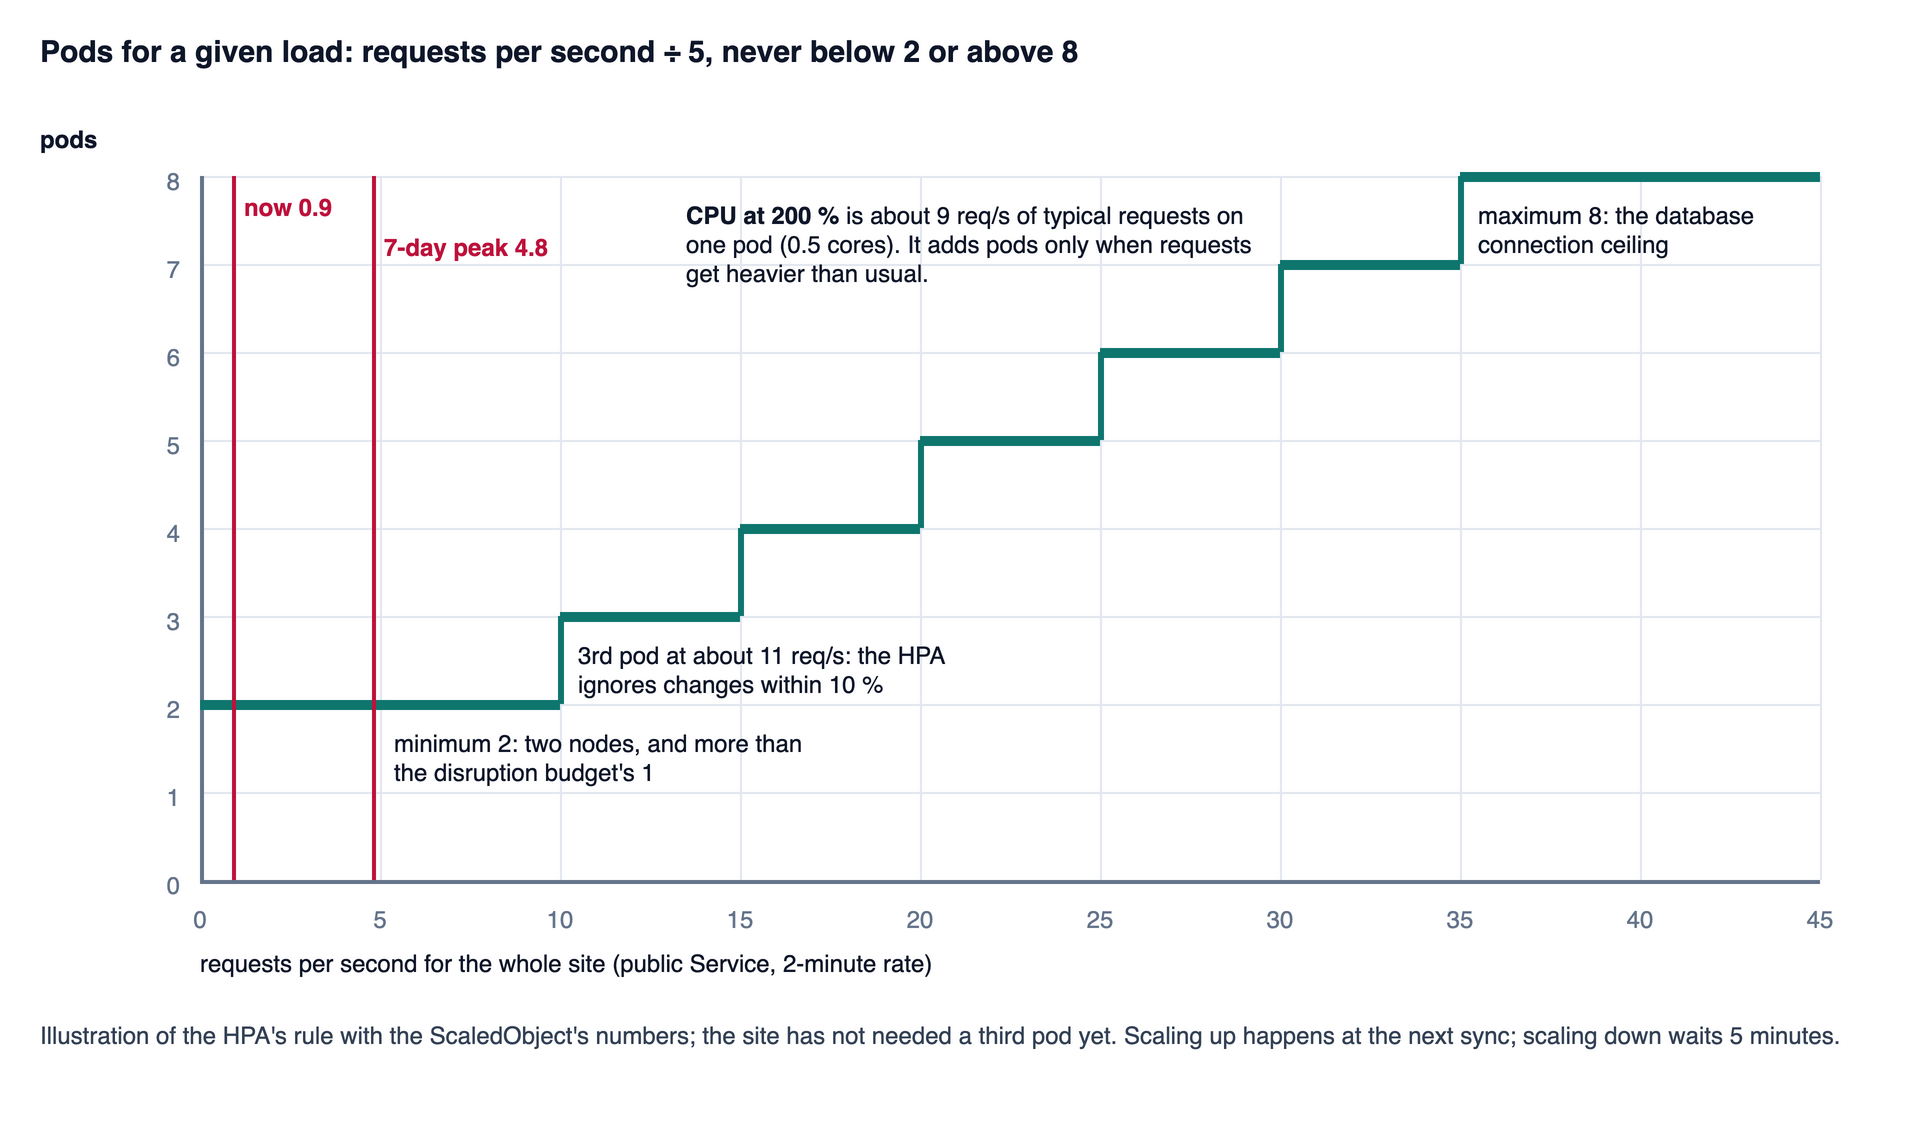 Pods for a given load: requests per second ÷ 5, never below 2 or above 8
pods
8
now 0.9
7-day peak 4.8
CPU at 200 % is about 9 req/s of typical requests on
one pod (0.5 cores). It adds pods only when requests
get heavier than usual.
maximum 8: the database
connection ceiling
7
6
5
4
3
3rd pod at about 11 req/s: the HPA
ignores changes within 10 %
2
minimum 2: two nodes, and more than
the disruption budget's 1
1
0
0 5 10 15 20 25 30 35 40 45
requests per second for the whole site (public Service, 2-minute rate)
Illustration of the HPA's rule with the ScaledObject's numbers; the site has not needed a third pod yet. Scaling up happens at the next sync; scaling down waits 5 minutes.